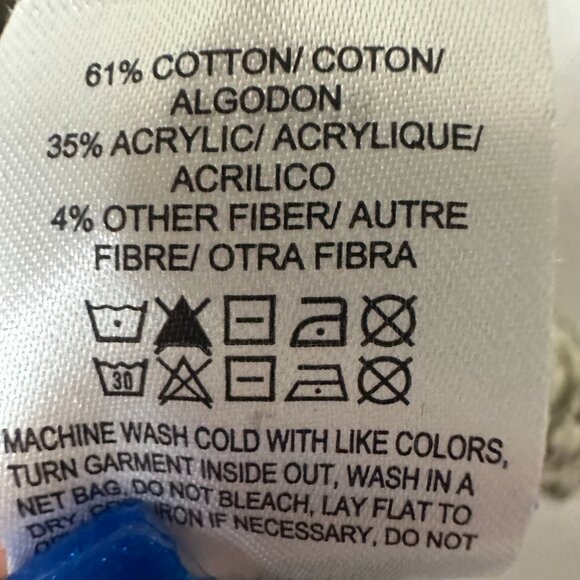 61% COTTON/ COTON/
ALGODON
35% ACRYLIC/ ACRYLIQUE/
ACRILICO
4% OTHER FIBER/ AUTRE
FIBRE/ OTRA FIBRA
30
MACHINE WASH COLD WITH LIKE COLORS,
TURN GARMENT INSIDE OUT, WASH IN A
NET BAG, DO NOT BLEACH, LAY FLAT TO
DRY, IRON IF NECESSARY, DO NOT